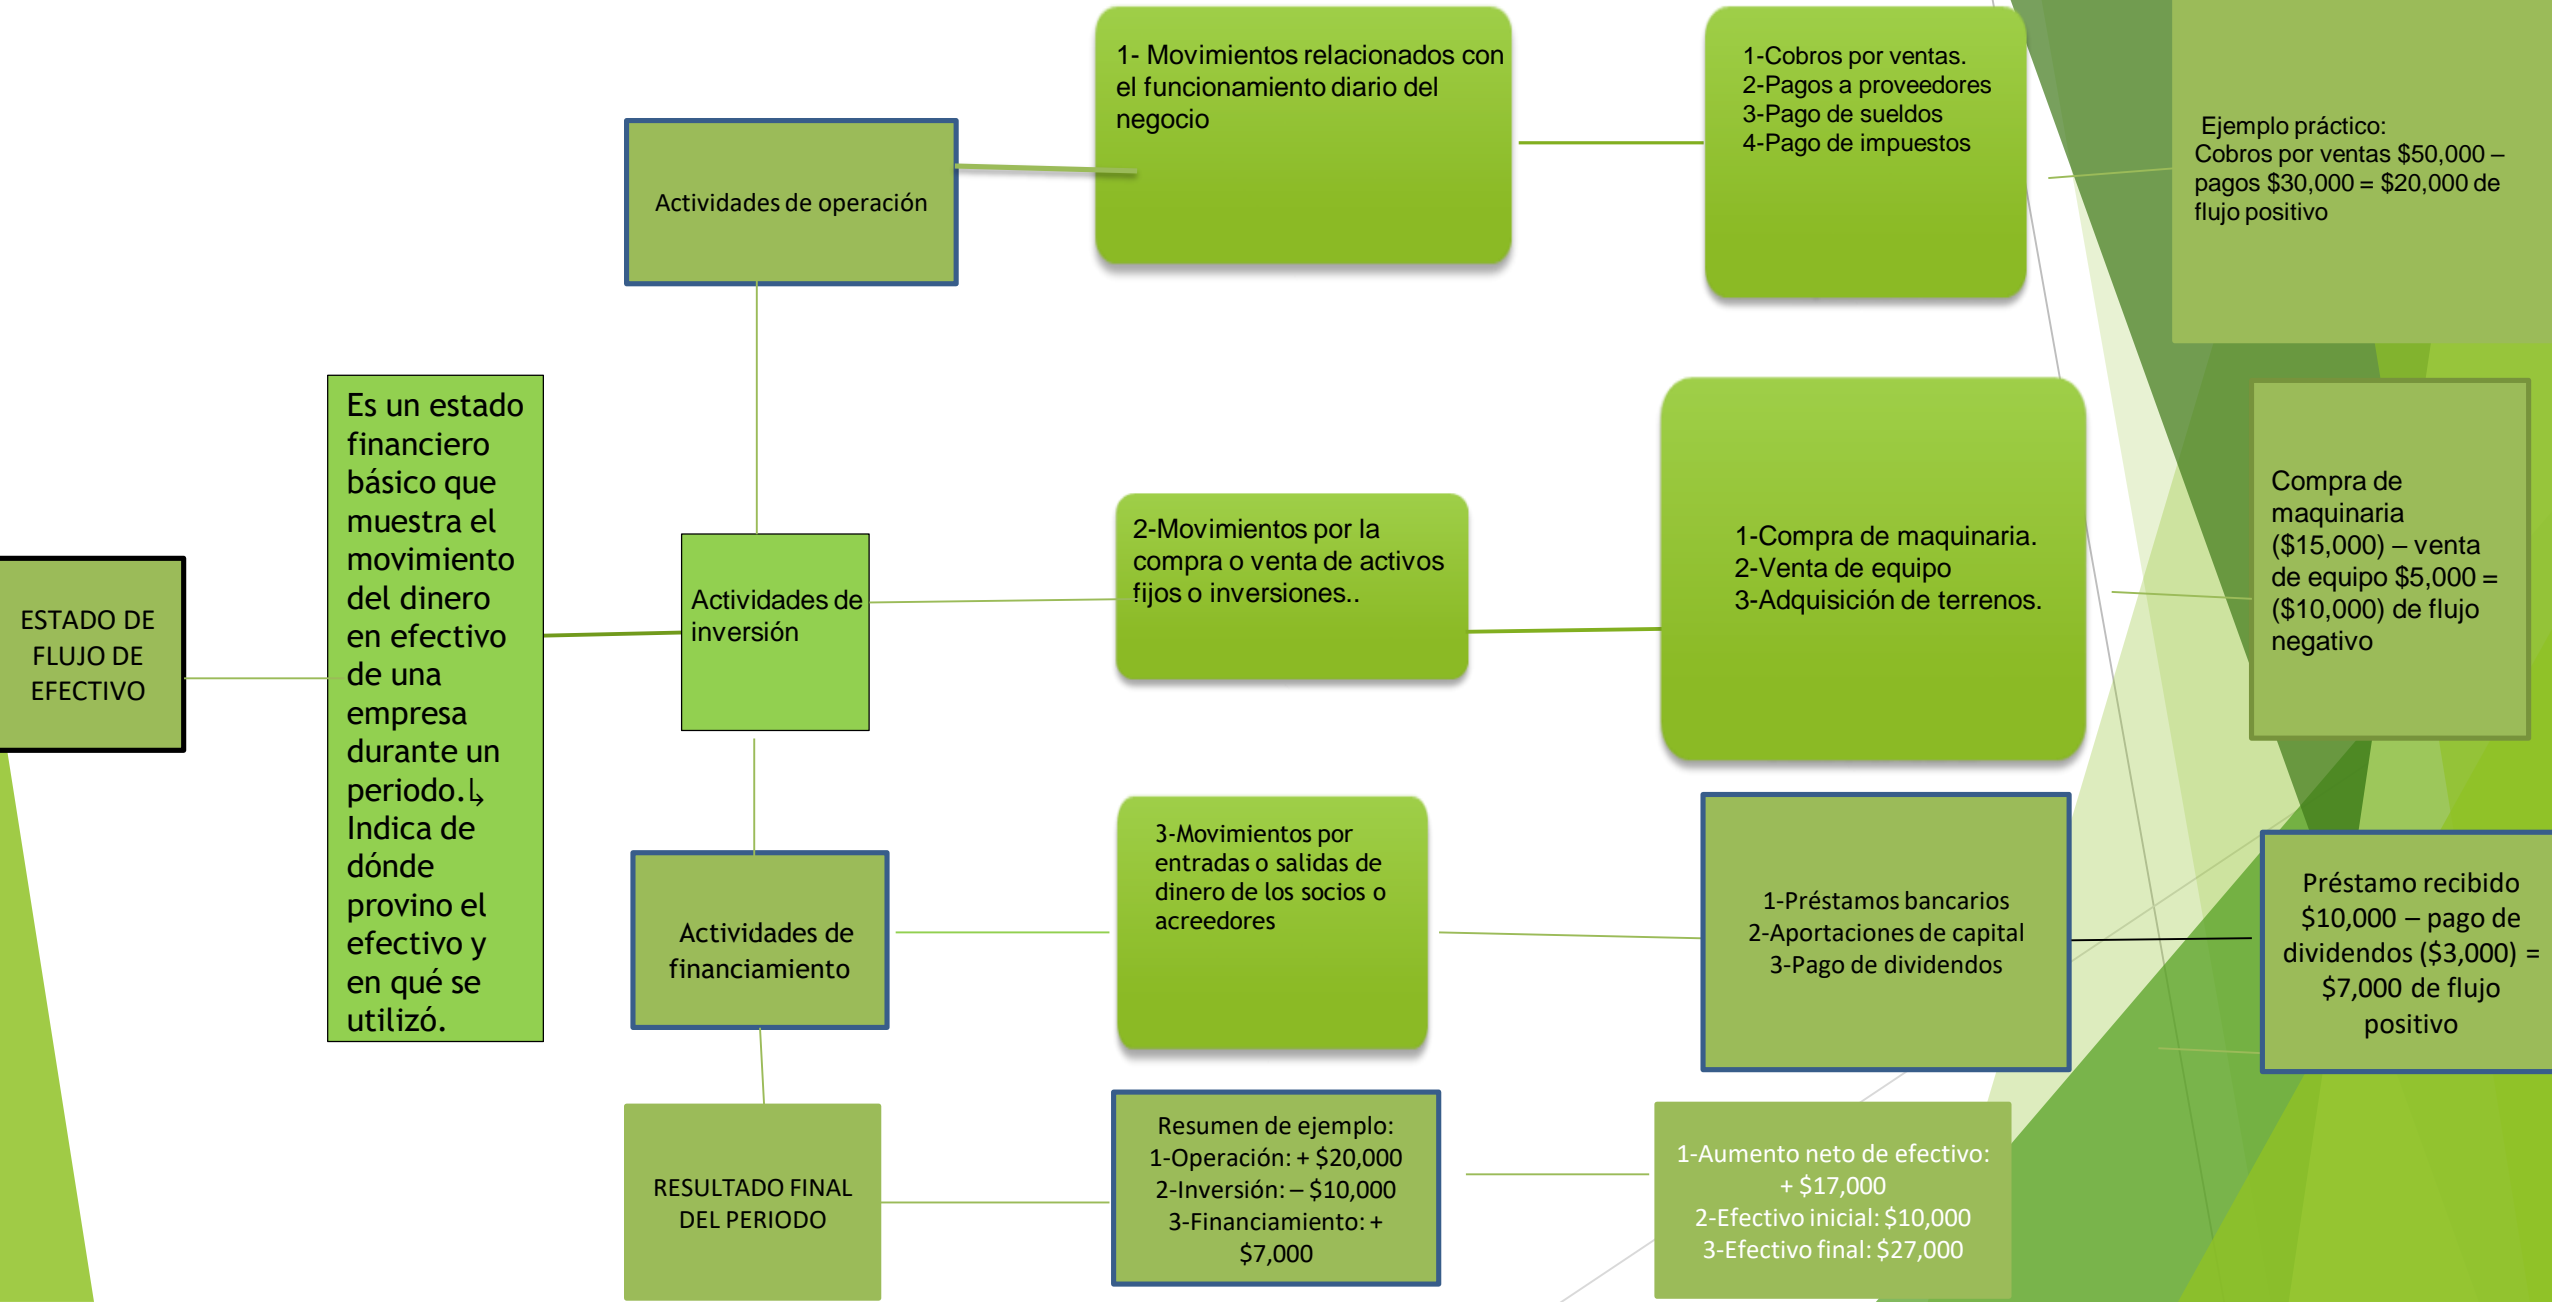 ESTADO DE
FLUJO DE
EFECTIVO
Es un estado
financiero
básico que
muestra el
movimiento
del dinero
en efectivo
de una
empresa
durante un
periodo.↳
Indica de
dónde
provino el
efectivo y
en qué se
utilizó.
Actividades de operación
1- Movimientos relacionados con
el funcionamiento diario del
negocio
1-Cobros por ventas.
2-Pagos a proveedores
3-Pago de sueldos
4-Pago de impuestos
Ejemplo práctico:
Cobros por ventas $50,000 –
pagos $30,000 = $20,000 de
flujo positivo
Actividades de
inversión
2-Movimientos por la
compra o venta de activos
fijos o inversiones..
1-Compra de maquinaria.
2-Venta de equipo
3-Adquisición de terrenos.
Compra de
maquinaria
($15,000) – venta
de equipo $5,000 =
($10,000) de flujo
negativo
Actividades de
financiamiento
3-Movimientos por
entradas o salidas de
dinero de los socios o
acreedores
1-Préstamos bancarios
2-Aportaciones de capital
3-Pago de dividendos
Préstamo recibido
$10,000 – pago de
dividendos ($3,000) =
$7,000 de flujo
positivo
RESULTADO FINAL
DEL PERIODO
Resumen de ejemplo:
1-Operación: + $20,000
2-Inversión: – $10,000
3-Financiamiento: +
$7,000
1-Aumento neto de efectivo:
+ $17,000
2-Efectivo inicial: $10,000
3-Efectivo final: $27,000